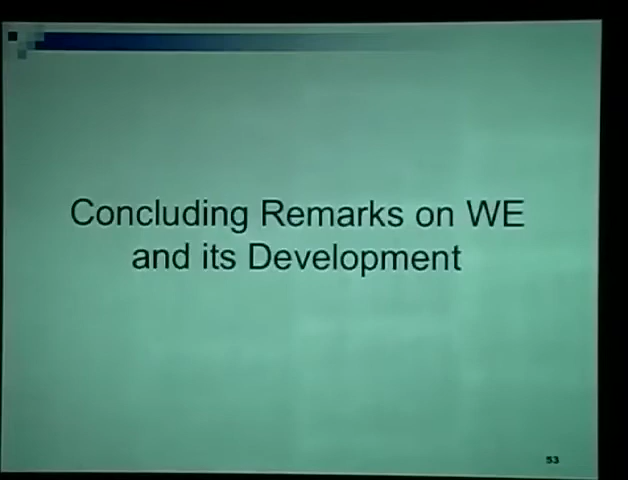 Concluding Remarks on WE
and its Development
53